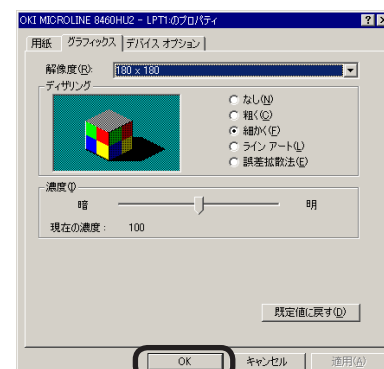 OKI MICROLINE 8460HU2 - LPT1:のプロパティ
用紙 グラフィックス デバイス オプション
解像度(R): 180 x 180
ディザリング
なし(N)
粗く(C)
細かく(F)
ライン アート(L)
誤差拡散法(E)
濃度(I)
暗 明
現在の濃度: 100
既定値に戻す(D)
OK キャンセル 適用(A)